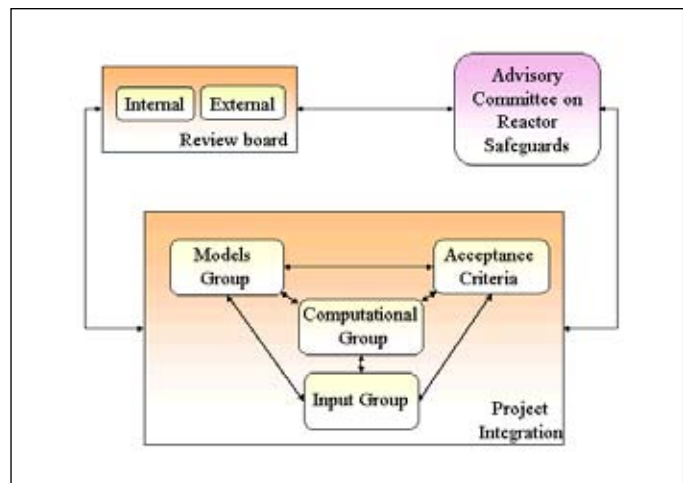 Internal
External
Review board
Advisory
Committee on
Reactor
Safeguards
Models
Group
Acceptance
Criteria
Computational
Group
Input Group
Project
Integration